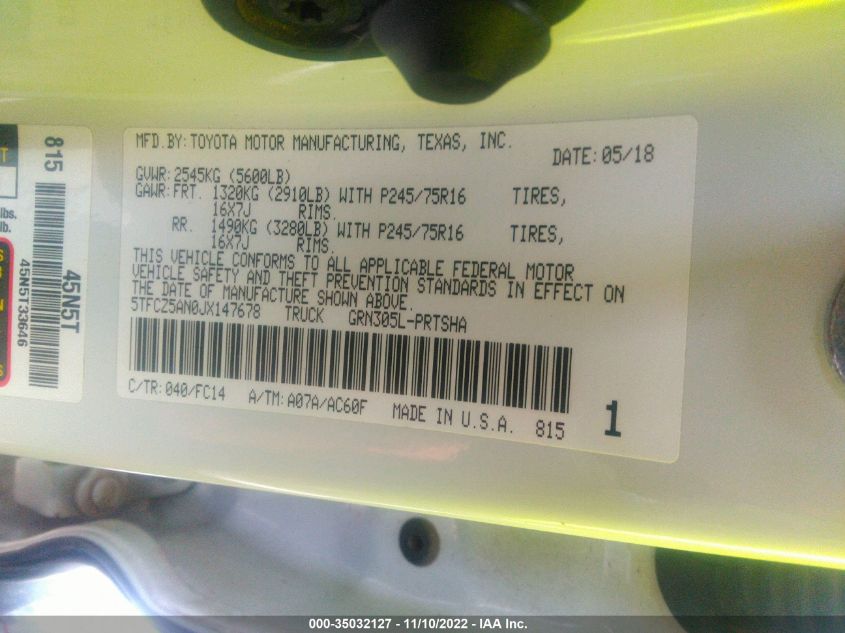 MFD.BY:TOYOTA MOTOR MANUFACTURING, TEXAS, INC.
DATE:05/18
GVWR:2545KG (5600LB)
GAWR:FRT. 1320KG (2910LB) WITH P245/75R16 TIRES,
16X7J RIMS.
RR. 1490KG (3280LB) WITH P245/75R16 TIRES,
16X7J RIMS.
THIS VEHICLE CONFORMS TO ALL APPLICABLE FEDERAL MOTOR
VEHICLE SAFETY AND THEFT PREVENTION STANDARDS IN EFFECT ON
THE DATE OF MANUFACTURE SHOWN ABOVE.
5TFCZ5AN0JX147678 TRUCK GRN305L-PRTSHA
C/TR:040/FC14 A/TM:A07A/AC60F MADE IN U.S.A. 815 1
815
45N5T
45N5T33646
lbs.
lb.
000-35032127 - 11/10/2022 - IAA Inc.